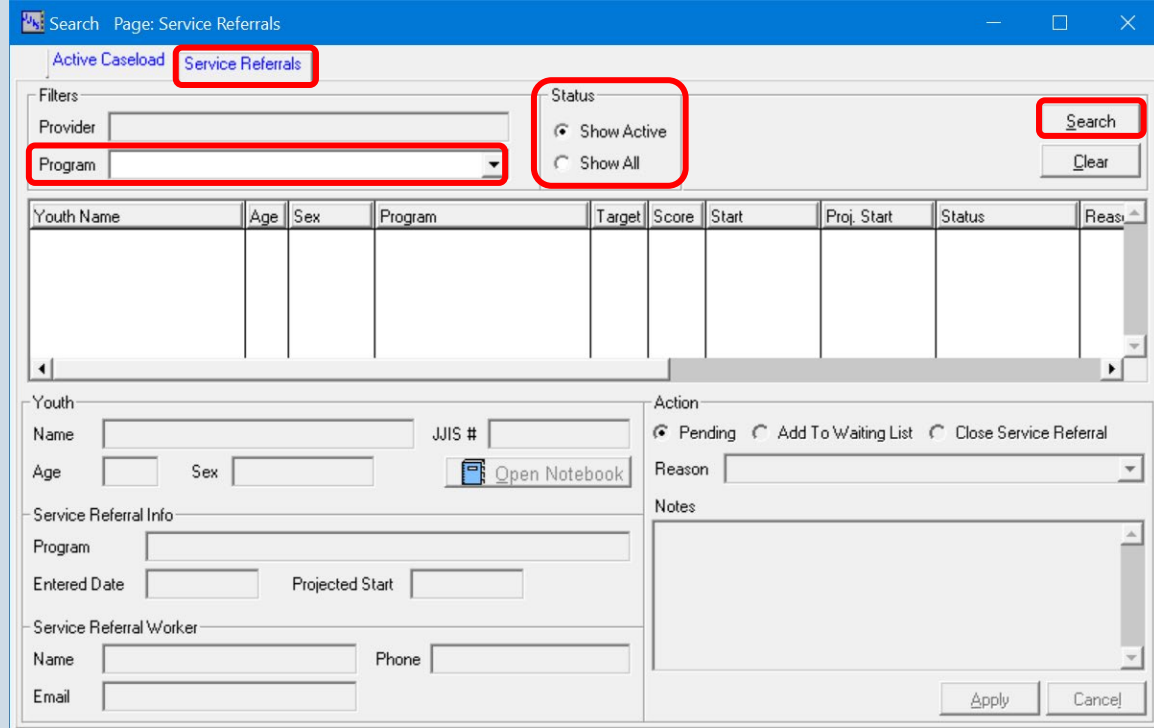 Search Page: Service Referrals
Active Caseload Service Referrals
Filters
Status
Provider
Show Active
Search
Program
Show All
Clear
Youth Name Age Sex Program Target Score Start Proj. Start Status Reas
Youth
Action
Name JJIS #
Pending Add To Waiting List Close Service Referral
Age Sex Open Notebook
Reason
Service Referral Info
Notes
Program
Entered Date Projected Start
Service Referral Worker
Name Phone
Email
Apply Cancel